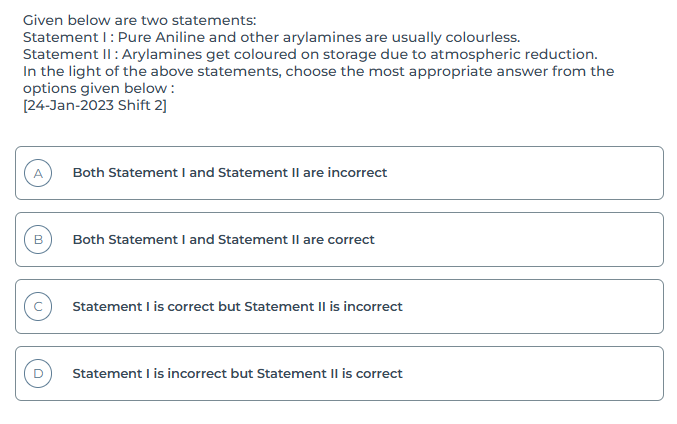 Given below are two statements:
Statement I : Pure Aniline and other arylamines are usually colourless.
Statement II : Arylamines get coloured on storage due to atmospheric reduction.
In the light of the above statements, choose the most appropriate answer from the
options given below :
[24-Jan-2023 Shift 2]
A Both Statement I and Statement II are incorrect
B Both Statement I and Statement II are correct
C Statement I is correct but Statement II is incorrect
D Statement I is incorrect but Statement II is correct